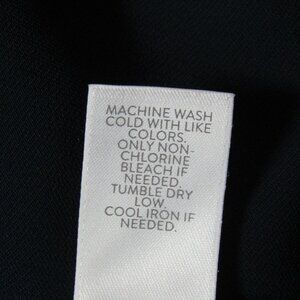 MACHINE WASH
COLD WITH LIKE
COLORS.
ONLY NON-
CHLORINE
BLEACH IF
NEEDED.
TUMBLE DRY
LOW.
COOL IRON IF
NEEDED.